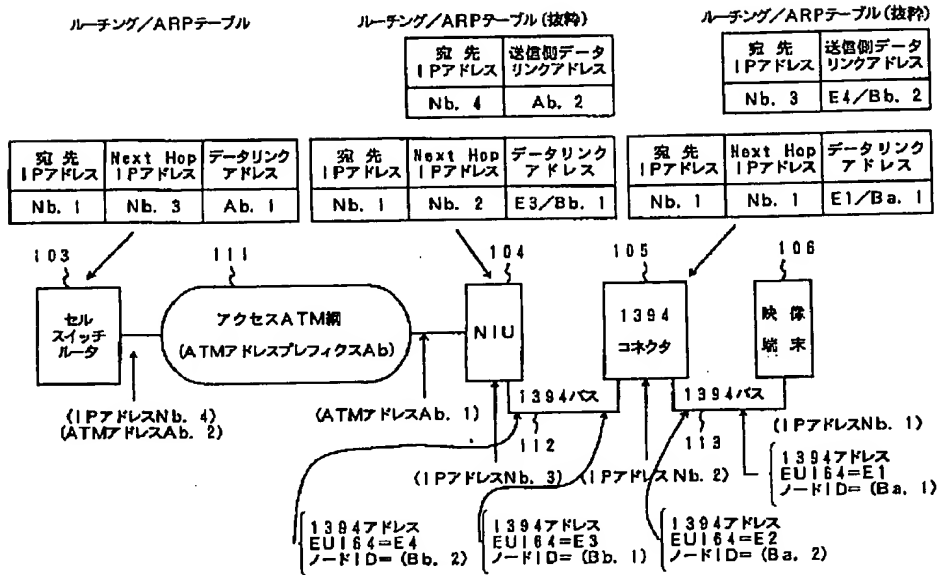 ルーチング/ARPテーブル
ルーチング/ARPテーブル(抜粋)
ルーチング/ARPテーブル(抜粋)
宛先 IPアドレス
送信側データ リンクアドレス
Nb. 4
Ab. 2
宛先 IPアドレス
送信側データ リンクアドレス
Nb. 3
E4/Bb. 2
宛先 IPアドレス
Next Hop IPアドレス
データリンク アドレス
Nb. 1
Nb. 3
Ab. 1
宛先 IPアドレス
Next Hop IPアドレス
データリンク アドレス
Nb. 1
Nb. 2
E3/Bb. 1
宛先 IPアドレス
Next Hop IPアドレス
データリンク アドレス
Nb. 1
Nb. 1
E1/Ba. 1
103
111
104
105
106
セル
スイッチ
ルータ
アクセスATM網
(ATMアドレスプレフィクスAb)
NIU
1394
コネクタ
映像
端末
1394バス
1394バス
112
113
(IPアドレスNb. 4)
(ATMアドレスAb. 2)
(ATMアドレスAb. 1)
(IPアドレスNb. 3)
(IPアドレスNb. 2)
(IPアドレスNb. 1)
1394アドレス
EUI64=E1
ノードID=(Ba. 1)
1394アドレス
EUI64=E4
ノードID=(Bb. 2)
1394アドレス
EUI64=E3
ノードID=(Bb. 1)
1394アドレス
EUI64=E2
ノードID=(Ba. 2)